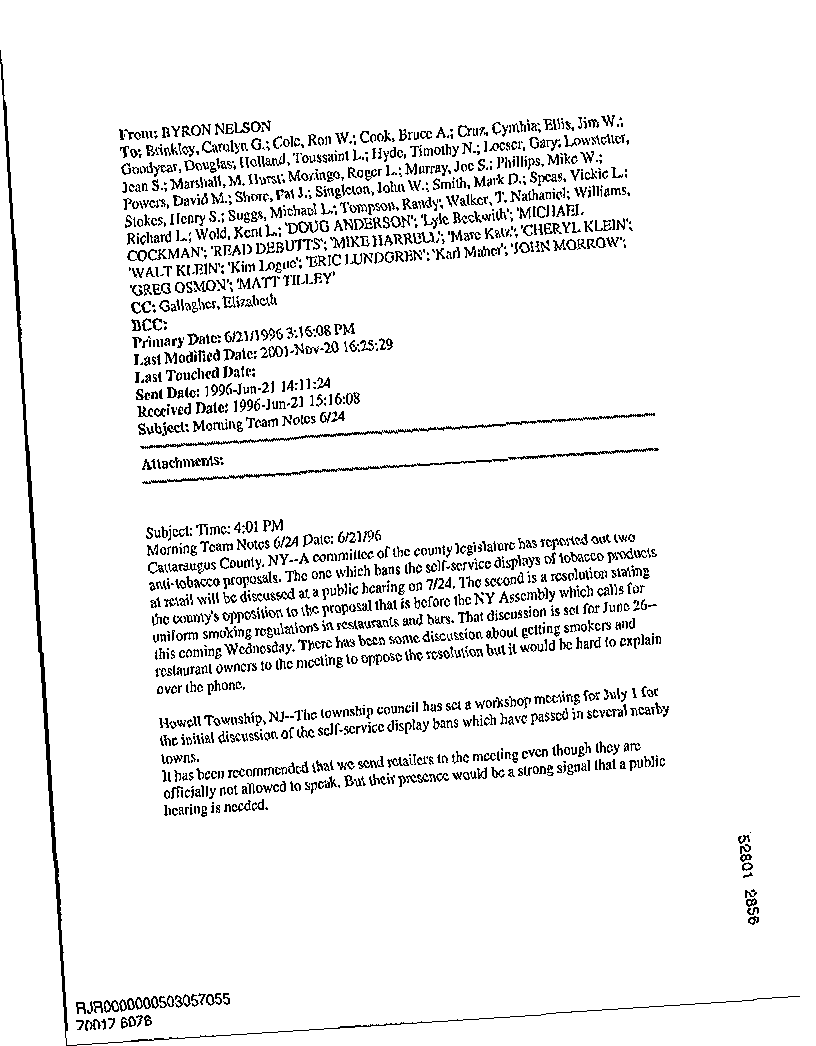 From: BYRON NELSON
To: Brinkley, Carolyn G.; Cole, Ron W.; Cook, Bruce A.; Cruz, Cynthia; Ellis, Jim W.;
Goodyear, Douglas; Holland, Toussaint L.; Hyde, Timothy N.; Loeser, Gary; Lowstetter,
Jean S.; Marshall, M. Hurst; Mozingo, Roger L.; Murray, Joe S.; Phillips, Mike W.;
Powers, David M.; Shore, Pat J.; Singleton, John W.; Smith, Mark D.; Speas, Vickie L.;
Stokes, Henry S.; Suggs, Michael L.; Tompson, Randy; Walker, T. Nathaniel; Williams,
Richard L.; Wold, Kent L.; 'DOUG ANDERSON'; 'Lyle Beckwith'; 'MICHAEL
COCKMAN'; 'READ DEBUTTS'; 'MIKE HARRELL'; 'Marc Katz'; 'CHERYL KLEIN';
'WALT KLEIN'; 'Kim Logue'; 'ERIC LUNDGREN'; 'Karl Maher'; 'JOHN MORROW';
'GREG OSMON'; 'MATT TILLEY'
CC: Gallagher, Elizabeth
BCC:
Primary Date: 6/21/1996 3:16:08 PM
Last Modified Date: 2001-Nov-20 16:25:29
Last Touched Date:
Sent Date: 1996-Jun-21 14:11:24
Received Date: 1996-Jun-21 15:16:08
Subject: Morning Team Notes 6/24
Attachments:
Subject: Time: 4:01 PM
Morning Team Notes 6/24 Date: 6/21/96
Cattaraugus County, NY--A committee of the county legislature has reported out two
anti-tobacco proposals. The one which bans the self-service displays of tobacco products
at retail will be discussed at a public hearing on 7/24. The second is a resolution stating
the county's opposition to the proposal that is before the NY Assembly which calls for
uniform smoking regulations in restaurants and bars. That discussion is set for June 26--
this coming Wednesday. There has been some discussion about getting smokers and
restaurant owners to the meeting to oppose the resolution but it would be hard to explain
over the phone.
Howell Township, NJ--The township council has set a workshop meeting for July 1 for
the initial discussion of the self-service display bans which have passed in several nearby
towns.
It has been recommended that we send retailers to the meeting even though they are
officially not allowed to speak. But their presence would be a strong signal that a public
hearing is needed.
52801 2856
RJR0000000503057055
70017 6076